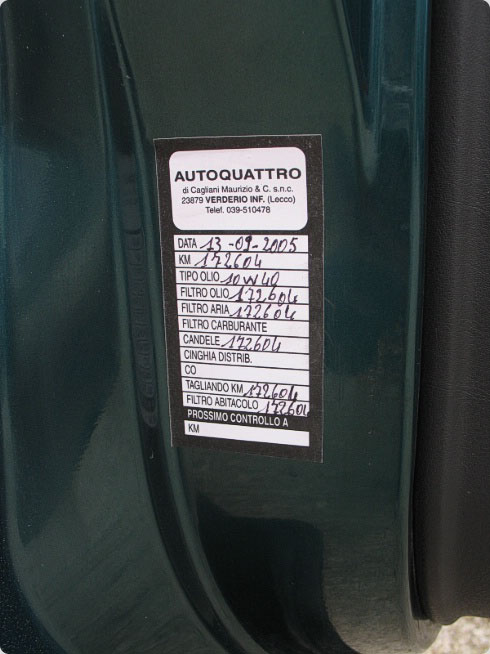 AUTOQUATTRO
di Cagliani Maurizio & C. s.n.c.
23879 VERDERIO INF. (Lecco)
Telef. 039-510478
DATA 13-09-2005
KM 172604
TIPO OLIO 10W40
FILTRO OLIO 172604
FILTRO ARIA 172604
FILTRO CARBURANTE
CANDELE 172604
CINGHIA DISTRIB.
CO
TAGLIANDO KM 172604
FILTRO ABITACOLO 172604
PROSSIMO CONTROLLO A
KM